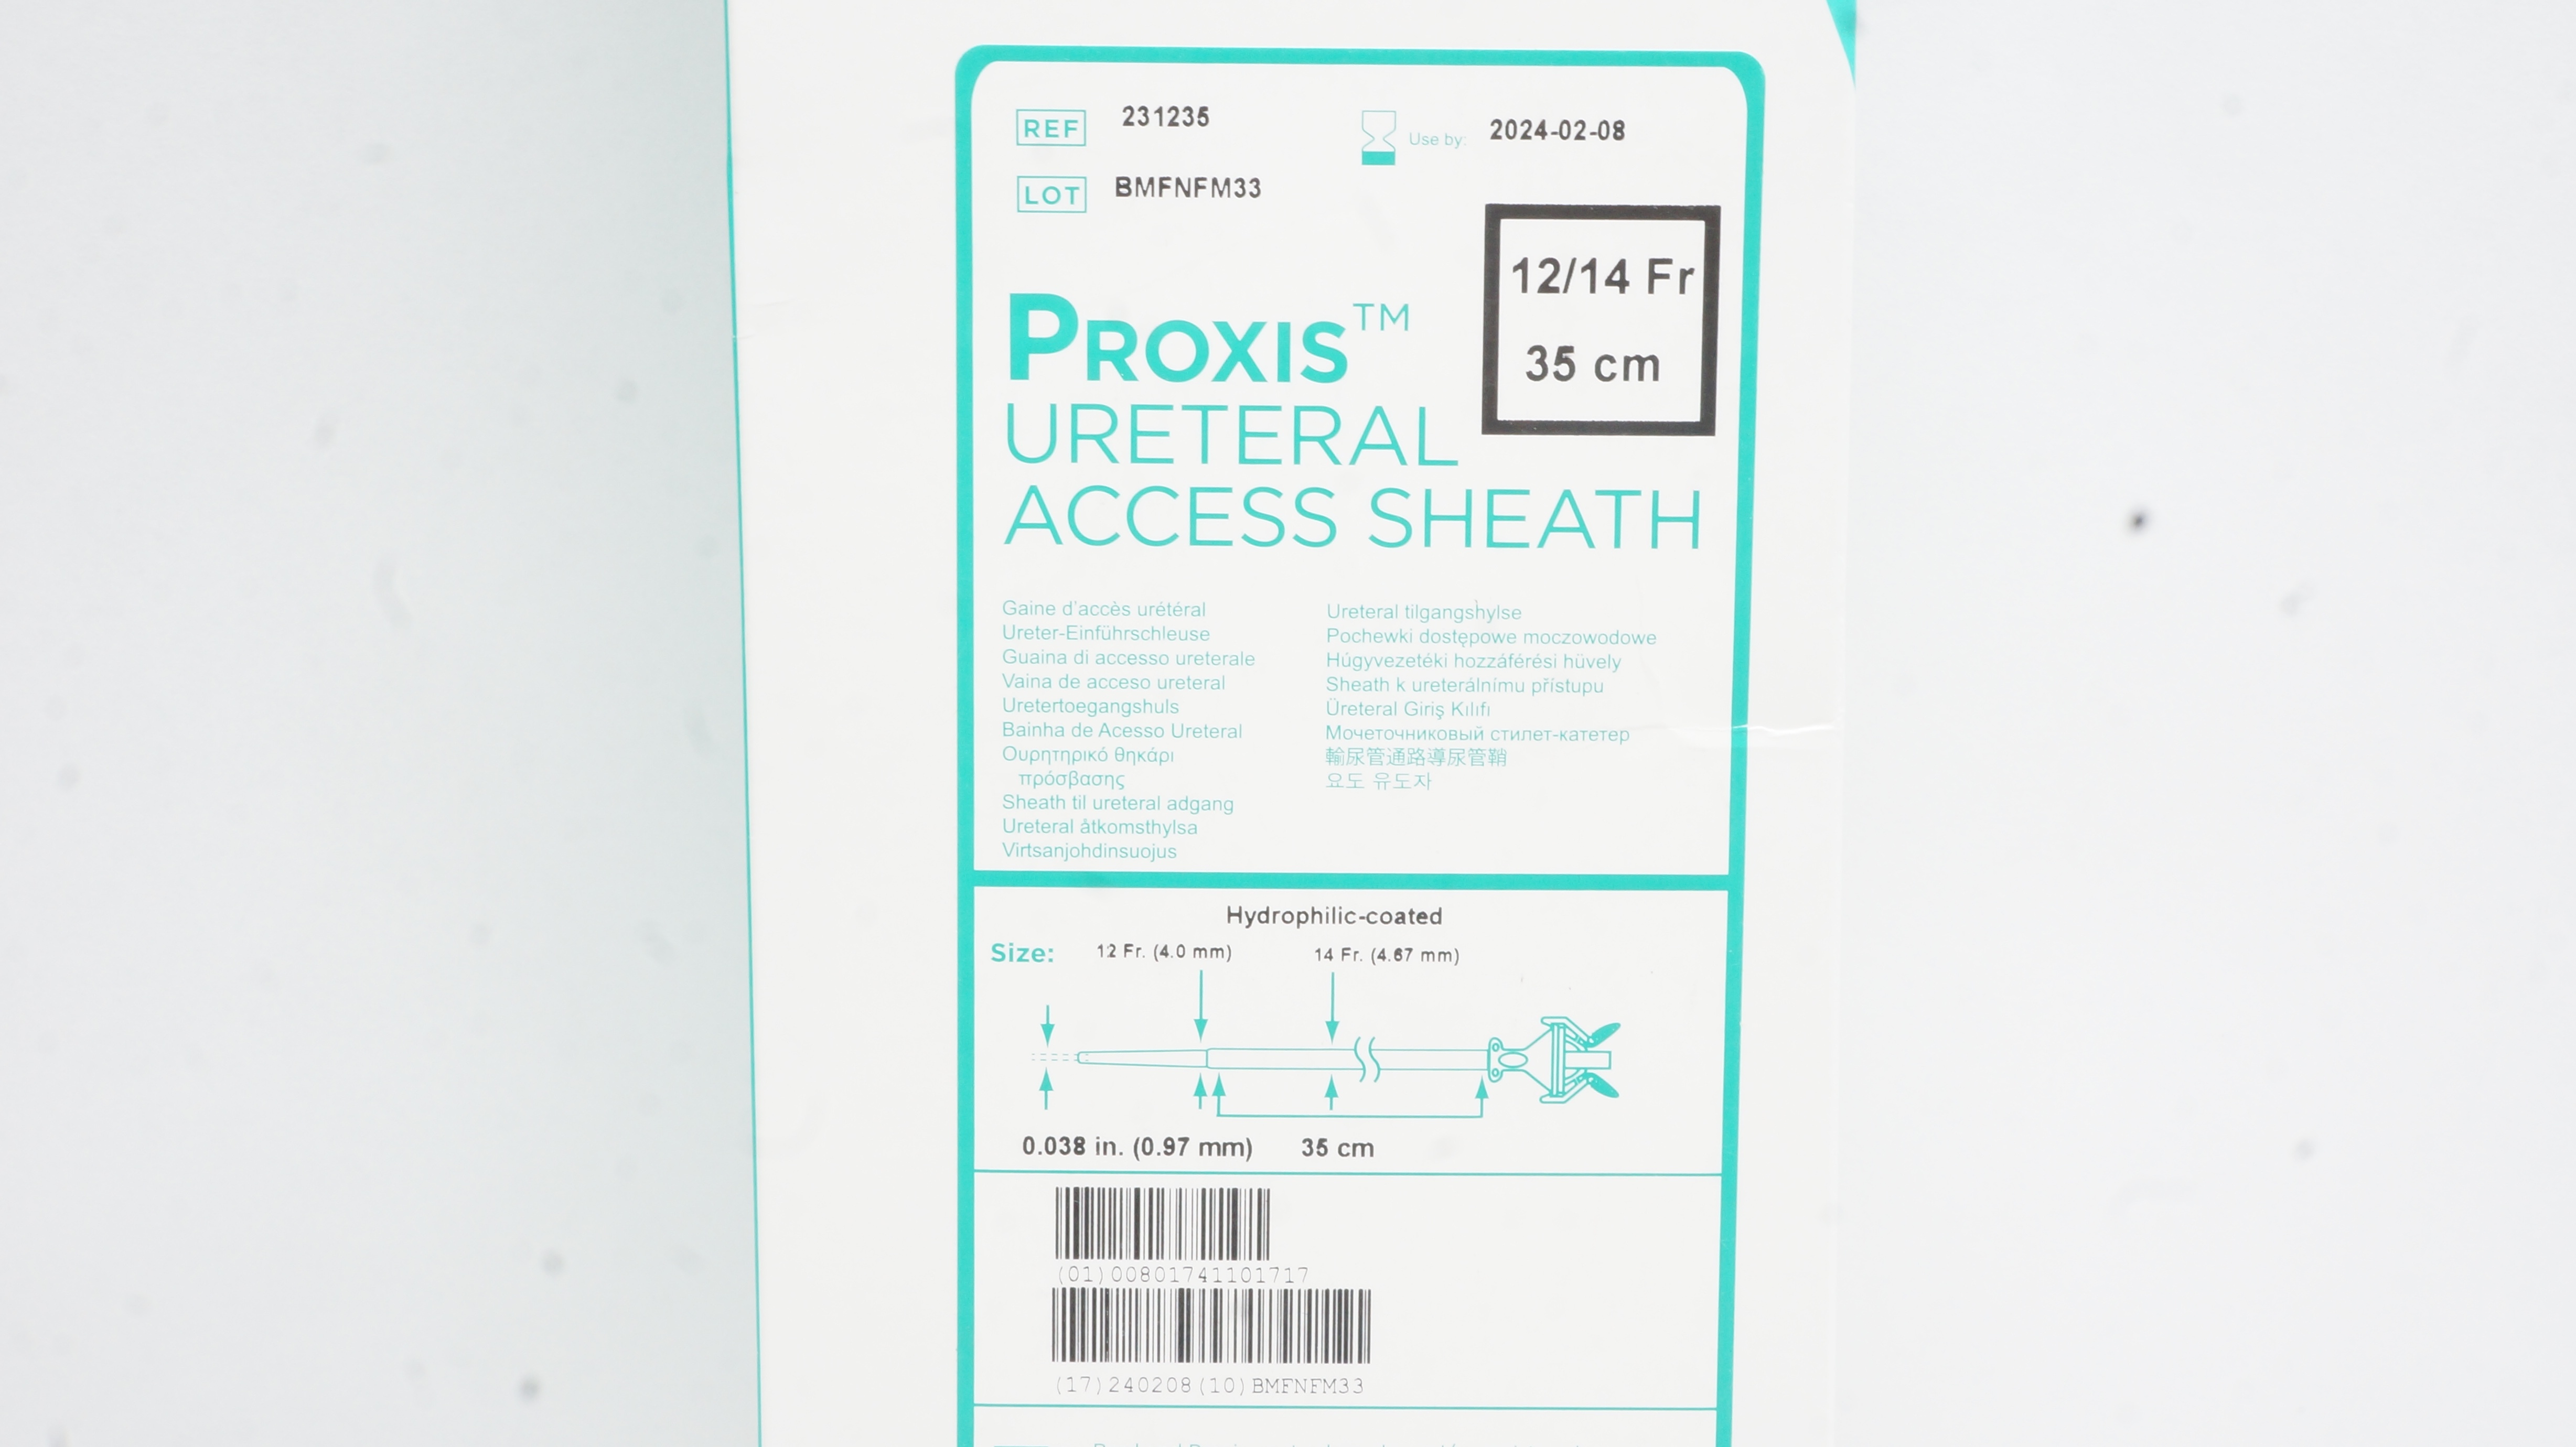 REF 231235
Use by: 2024-02-08
LOT BMFNFM33
12/14 Fr
35 cm
PROXIS™
URETERAL
ACCESS SHEATH
Gaine d'accès urétéral
Ureter-Einführschleuse
Guaina di accesso ureterale
Vaina de acceso ureteral
Uretertoegangshuls
Bainha de Acesso Ureteral
Ουρητηρικό θηκάρι
πρόσβασης
Sheath til ureteral adgang
Ureteral åtkomsthylsa
Virtsanjohdinsuojus
Ureteral tilgangshylse
Pochewki dostępowe moczowodowe
Húgyvezetéki hozzáférési hüvely
Sheath k ureterálnímu přístupu
Üreteral Giriş Kılıfı
Мочеточниковый стилет-катетер
輸尿管通路導尿管鞘
요도 유도자
Hydrophilic-coated
Size: 12 Fr. (4.0 mm) 14 Fr. (4.67 mm)
0.038 in. (0.97 mm) 35 cm
(01)00801741101717
(17)240208(10)BMFNFM33